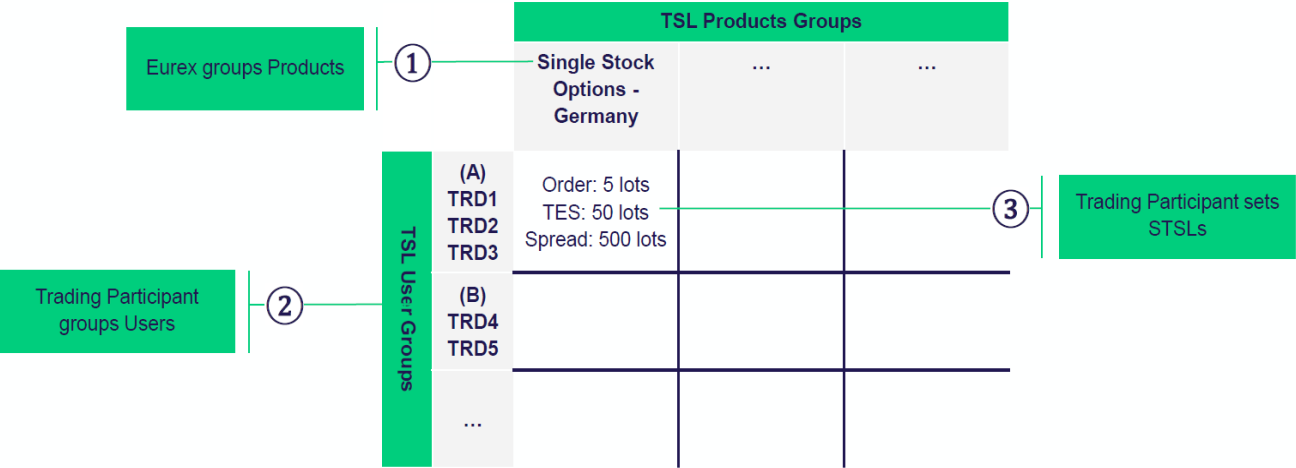 TSL Products Groups
Eurex groups Products
1
Single Stock
Options -
Germany
...
...
TSL User Groups
(A)
TRD1
TRD2
TRD3
Order: 5 lots
TES: 50 lots
Spread: 500 lots
3
Trading Participant sets
STSLs
Trading Participant
groups Users
2
(B)
TRD4
TRD5
...